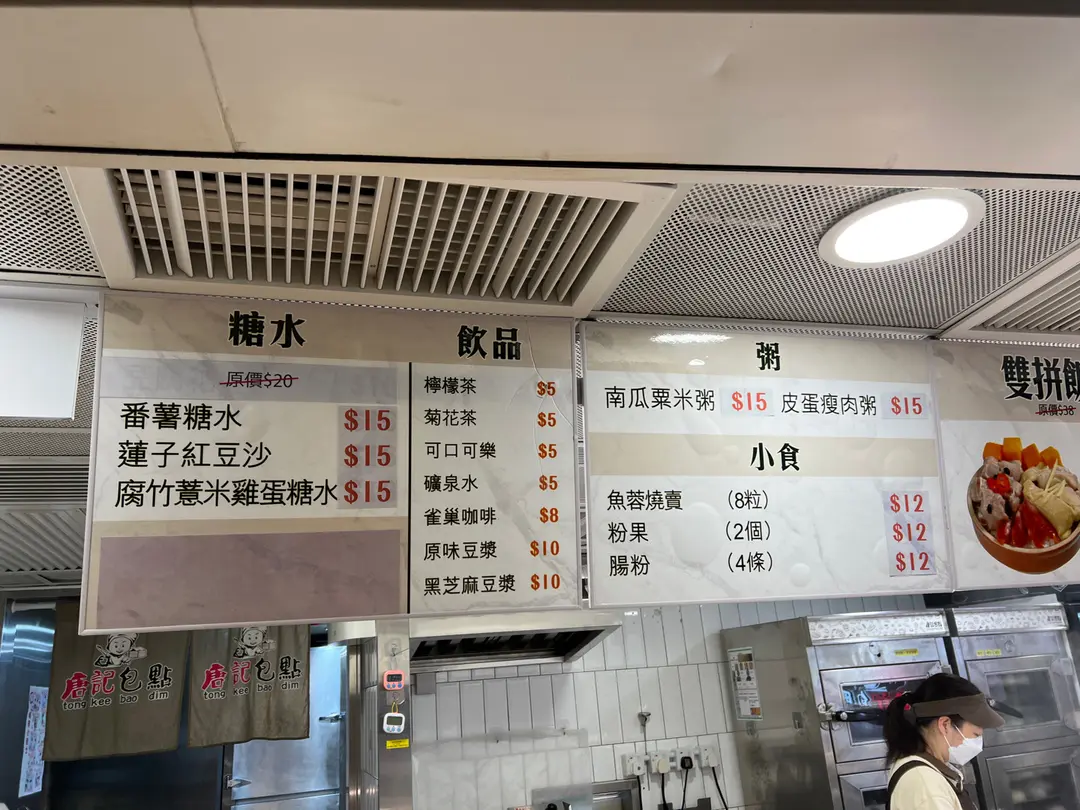 糖水
原價$20
番薯糖水 $15
蓮子紅豆沙 $15
腐竹薏米雞蛋糖水 $15
飲品
檸檬茶 $5
菊花茶 $5
可口可樂 $5
礦泉水 $5
雀巢咖啡 $8
原味豆漿 $10
黑芝麻豆漿 $10
粥
南瓜粟米粥 $15 皮蛋瘦肉粥 $15
小食
魚蓉燒賣 (8粒) $12
粉果 (2個) $12
腸粉 (4條) $12
雙拼飯
原價$38
唐記包點
tong kee bao dim
唐記包點
tong kee bao dim